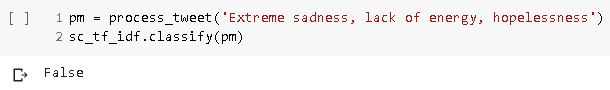 [ ] 1 pm = process_tweet('Extreme sadness, lack of energy, hopelessness')
2 sc_tf_idf.classify(pm)
False